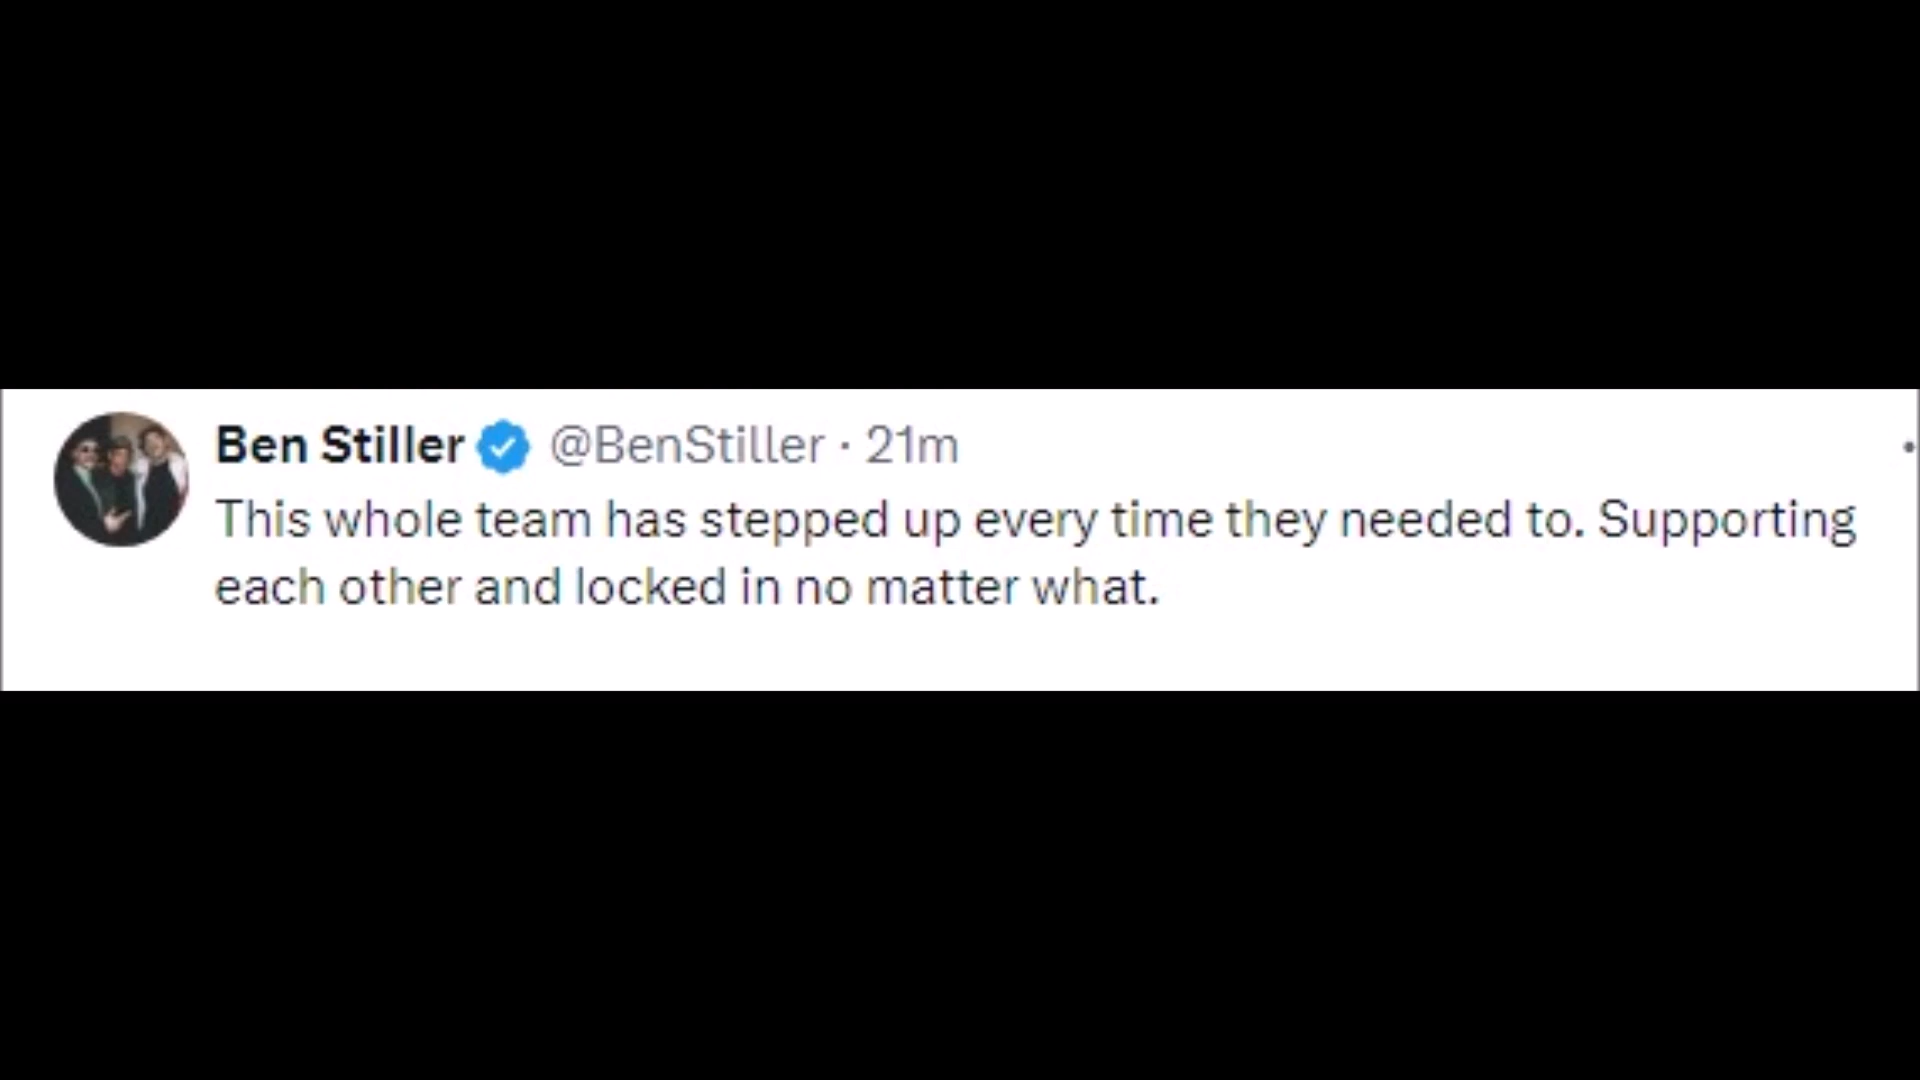 Ben Stiller @BenStiller · 21m
This whole team has stepped up every time they needed to. Supporting
each other and locked in no matter what.